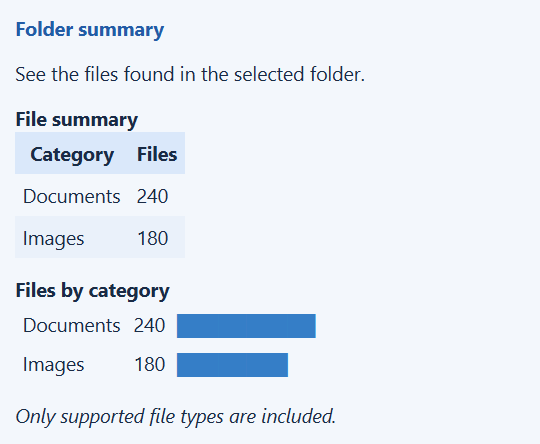 Folder summary
See the files found in the selected folder.
File summary
Category Files
Documents 240
Images 180
Files by category
Documents 240
Images 180
Only supported file types are included.